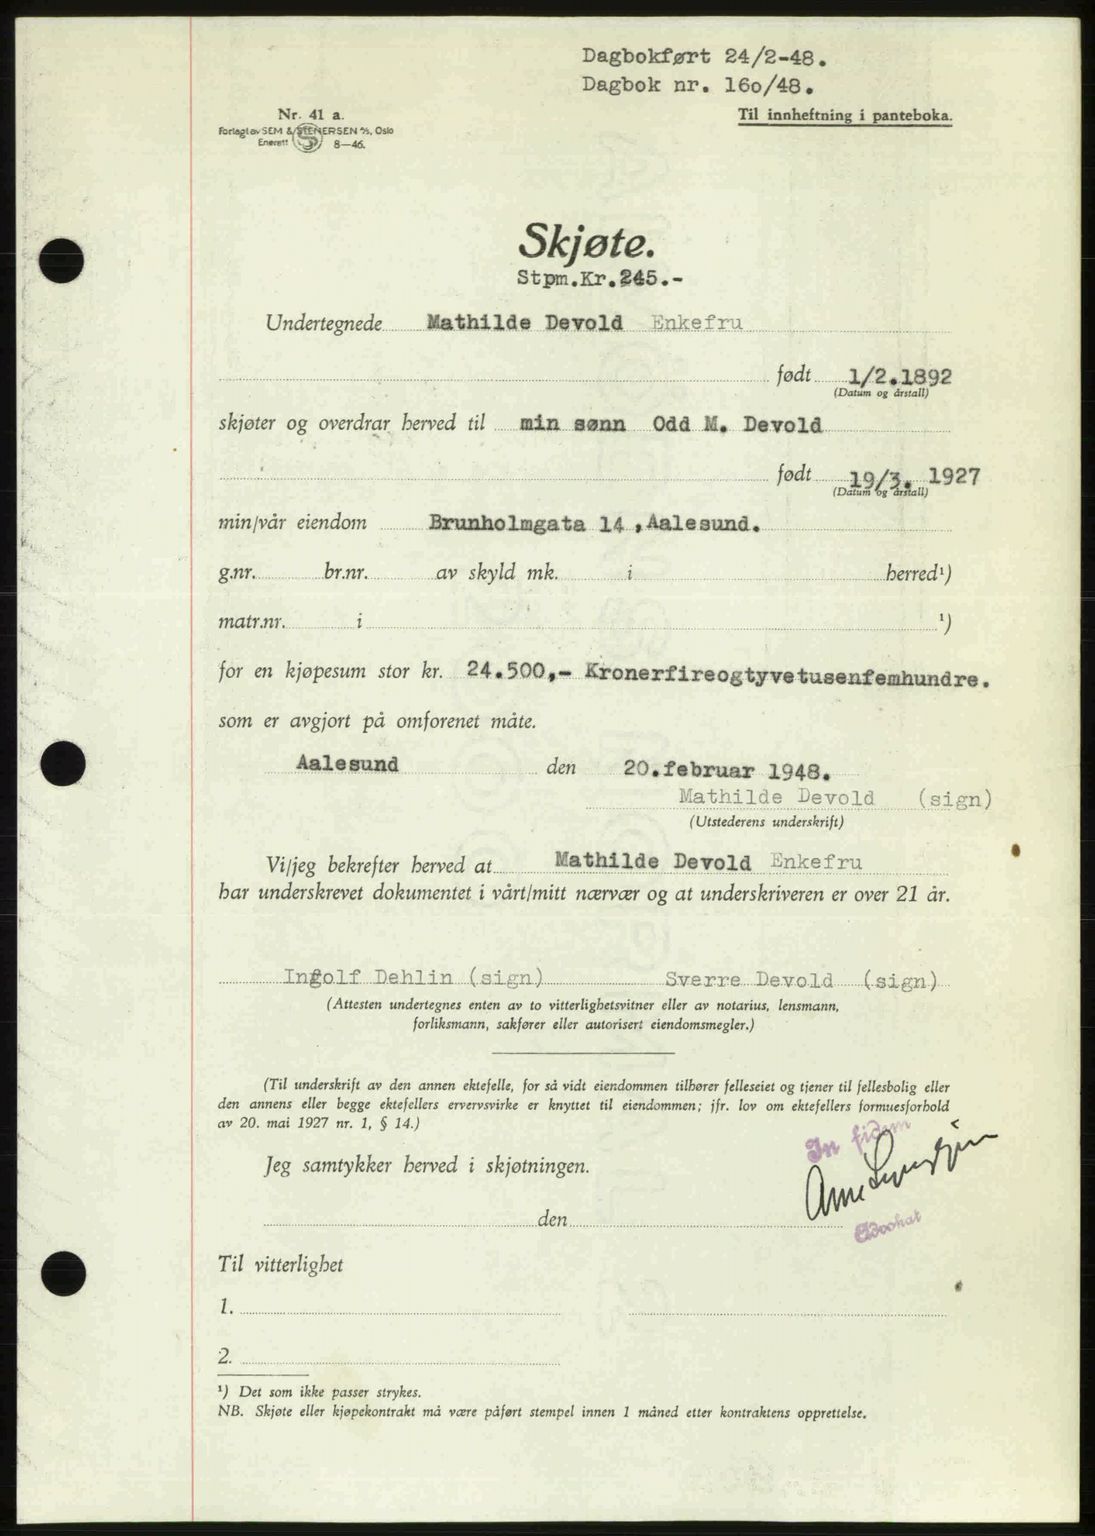 Dagbokført 24/2-48.
Dagbok nr. 16o/48.
Nr. 41 a.
Til innheftning i panteboka.
Forlagt av SEM & STENERSEN A/S, Oslo
Enerett S 8—46.
Skjøte.
Stpm.Kr.245.-
Undertegnede Mathilde Devold Enkefru
født 1/2.1892
(Datum og årstall)
skjøter og overdrar herved til min sønn Odd M. Devold
født 19/3. 1927
(Datum og årstall)
min/vår eiendom Brunholmgata 14 ,Aalesund.
g.nr. br.nr. av skyld mk. i herred¹)
matr.nr. i ¹)
for en kjøpesum stor kr. 24.500,- Kronerfireogtyvetusenfemhundre.
som er avgjort på omforenet måte.
Aalesund den 20.februar 1948.
Mathilde Devold (sign)
(Utstederens underskrift)
Vi/jeg bekrefter herved at Mathilde Devold Enkefru
har underskrevet dokumentet i vårt/mitt nærvær og at underskriveren er over 21 år.
Ingolf Dehlin (sign) Sverre Devold (sign)
(Attesten undertegnes enten av to vitterlighetsvitner eller av notarius, lensmann,
forliksmann, sakfører eller autorisert eiendomsmegler.)
(Til underskrift av den annen ektefelle, for så vidt eiendommen tilhører felleseiet og tjener til fellesbolig eller
den annens eller begge ektefellers ervervsvirke er knyttet til eiendommen; jfr. lov om ektefellers formuesforhold
av 20. mai 1927 nr. 1, § 14.)
In fidem
Jeg samtykker herved i skjøtningen.
Arne
den
Advokat
Til vitterlighet
1.
2.
¹) Det som ikke passer strykes.
NB. Skjøte eller kjøpekontrakt må være påført stempel innen 1 måned etter kontraktens opprettelse.